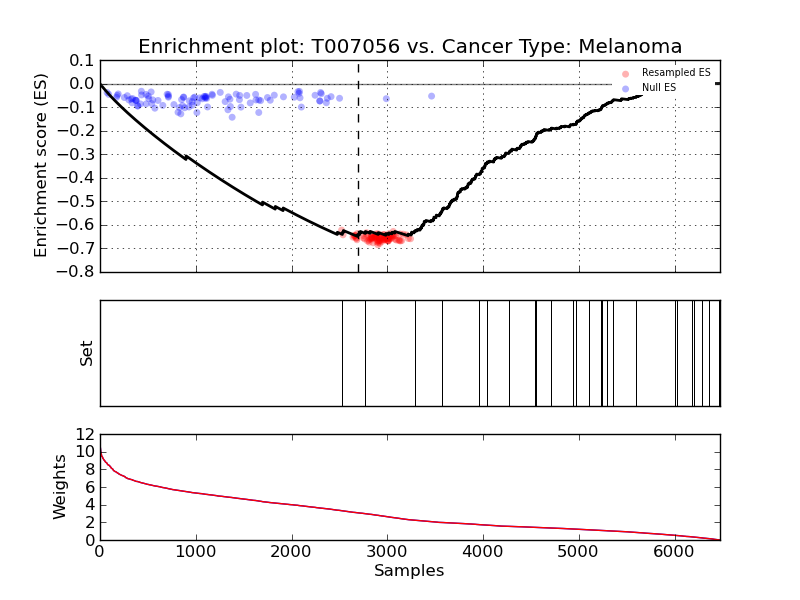 Enrichment plot: T007056 vs. Cancer Type: Melanoma
Enrichment score (ES)
0.1
0.0
−0.1
−0.2
−0.3
−0.4
−0.5
−0.6
−0.7
−0.8
Resampled ES
Null ES
Set
Weights
12
10
8
6
4
2
0
0 1000 2000 3000 4000 5000 6000
Samples